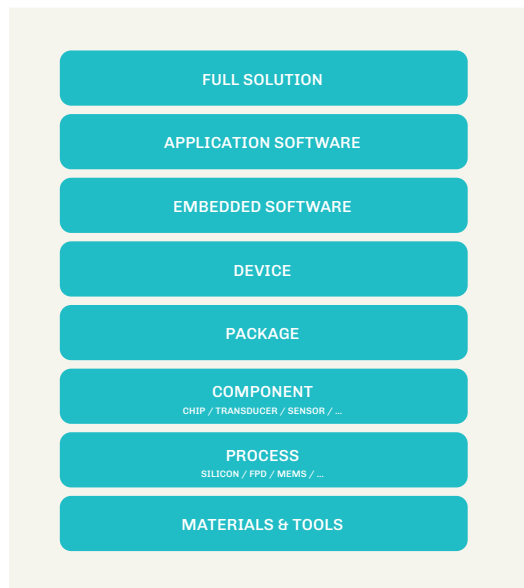 FULL SOLUTION
APPLICATION SOFTWARE
EMBEDDED SOFTWARE
DEVICE
PACKAGE
COMPONENT
CHIP / TRANSDUCER / SENSOR / ...
PROCESS
SILICON / FPD / MEMS / ...
MATERIALS & TOOLS